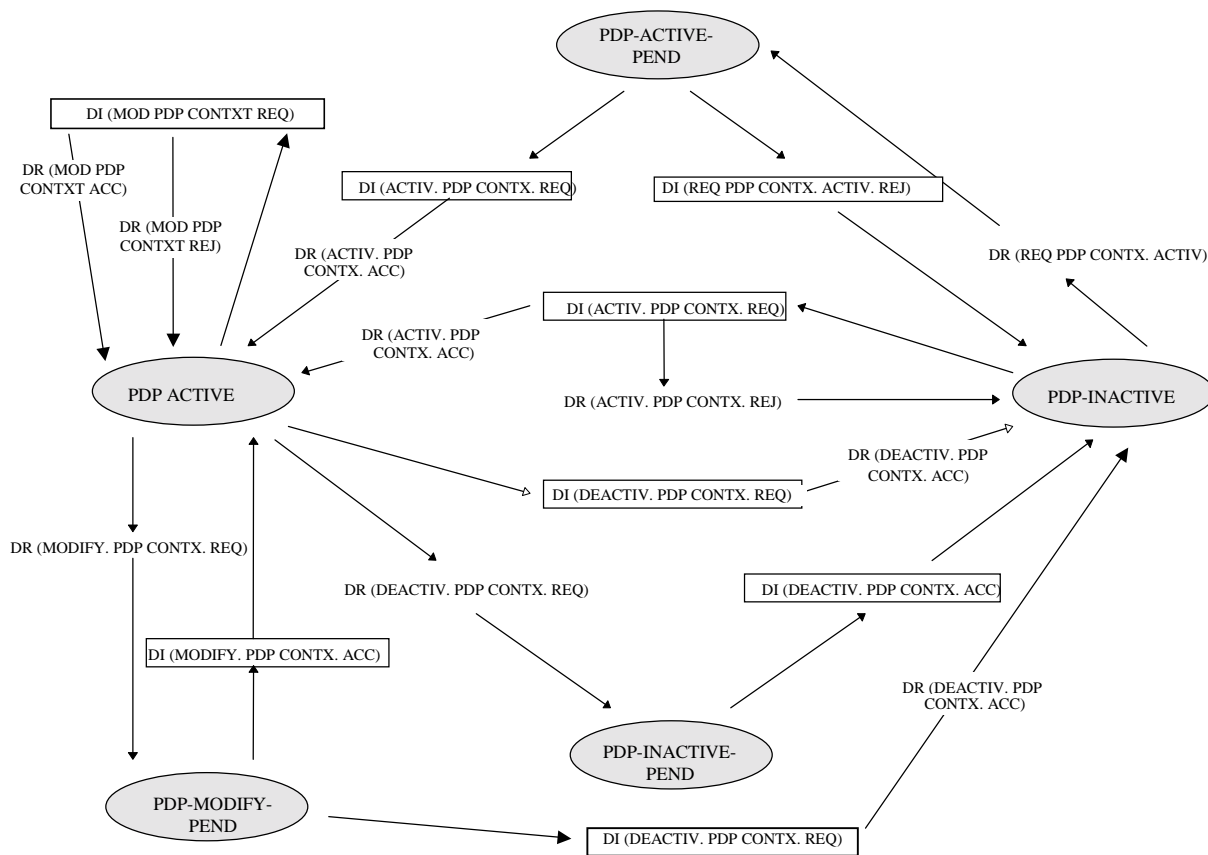 PDP-ACTIVE-
PEND
DI (MOD PDP CONTXT REQ)
DR (MOD PDP
CONTXT ACC)
DI (ACTIV. PDP CONTX. REQ)
DI (REQ PDP CONTX. ACTIV. REJ)
DR (MOD PDP
CONTXT REJ)
DR (ACTIV. PDP
CONTX. ACC)
DR (REQ PDP CONTX. ACTIV)
DI (ACTIV. PDP CONTX. REQ)
DR (ACTIV. PDP
CONTX. ACC)
PDP ACTIVE
DR (ACTIV. PDP CONTX. REJ)
PDP-INACTIVE
DR (DEACTIV. PDP
CONTX. ACC)
DI (DEACTIV. PDP CONTX. REQ)
DR (MODIFY. PDP CONTX. REQ)
DR (DEACTIV. PDP CONTX. REQ)
DI (DEACTIV. PDP CONTX. ACC)
DI (MODIFY. PDP CONTX. ACC)
DR (DEACTIV. PDP
CONTX. ACC)
PDP-INACTIVE-
PEND
PDP-MODIFY-
PEND
DI (DEACTIV. PDP CONTX. REQ)